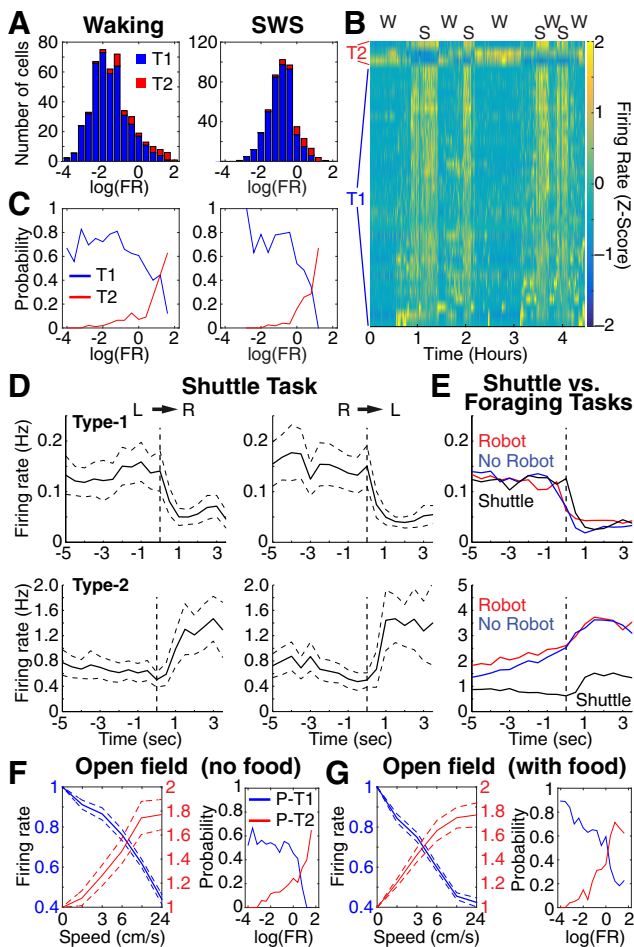 A Waking SWS
Number of cells
80
60
40
20
0
T1
T2
-4 -2 0 2
log(FR)
120
80
40
0
-4 -2 0 2
log(FR)
B W S W S W S W S W
T2
T1
0 1 2 3 4
Time (Hours)
2
1
0
−1
−2
Firing Rate (Z-Score)
C
Probability
1
0.8
0.6
0.4
0.2
0
T1
T2
-4 -2 0 2
log(FR)
1
0.8
0.6
0.4
0.2
0
-4 -2 0 2
log(FR)
D Shuttle Task
L R
R L
Type-1
Firing rate (Hz)
0.2
0.1
0
-5 -3 -1 1 3
0.2
0.1
0
-5 -3 -1 1 3
Type-2
Firing rate (Hz)
2.0
1.6
1.2
0.8
0.4
0
-5 -3 -1 1 3
Time (sec)
2.0
1.6
1.2
0.8
0.4
0
-5 -3 -1 1 3
Time (sec)
E Shuttle vs.
Foraging Tasks
Robot
No Robot
Shuttle
0.2
0.1
0
-5 -3 -1 1 3
Robot
No Robot
Shuttle
5
4
3
2
1
0
-5 -3 -1 1 3
Time (sec)
F Open field (no food)
Firing rate
1
0.8
0.6
0.4
2
1.8
1.6
1.4
1.2
1
0 3 6 24
Speed (cm/s)
Probability
1
0.8
0.6
0.4
0.2
0
P-T1
P-T2
-4 -2 0 2
log(FR)
G Open field (with food)
1
0.8
0.6
0.4
2
1.8
1.6
1.4
1.2
1
0 3 6 24
Speed (cm/s)
Probability
1
0.8
0.6
0.4
0.2
0
-4 -2 0 2
log(FR)